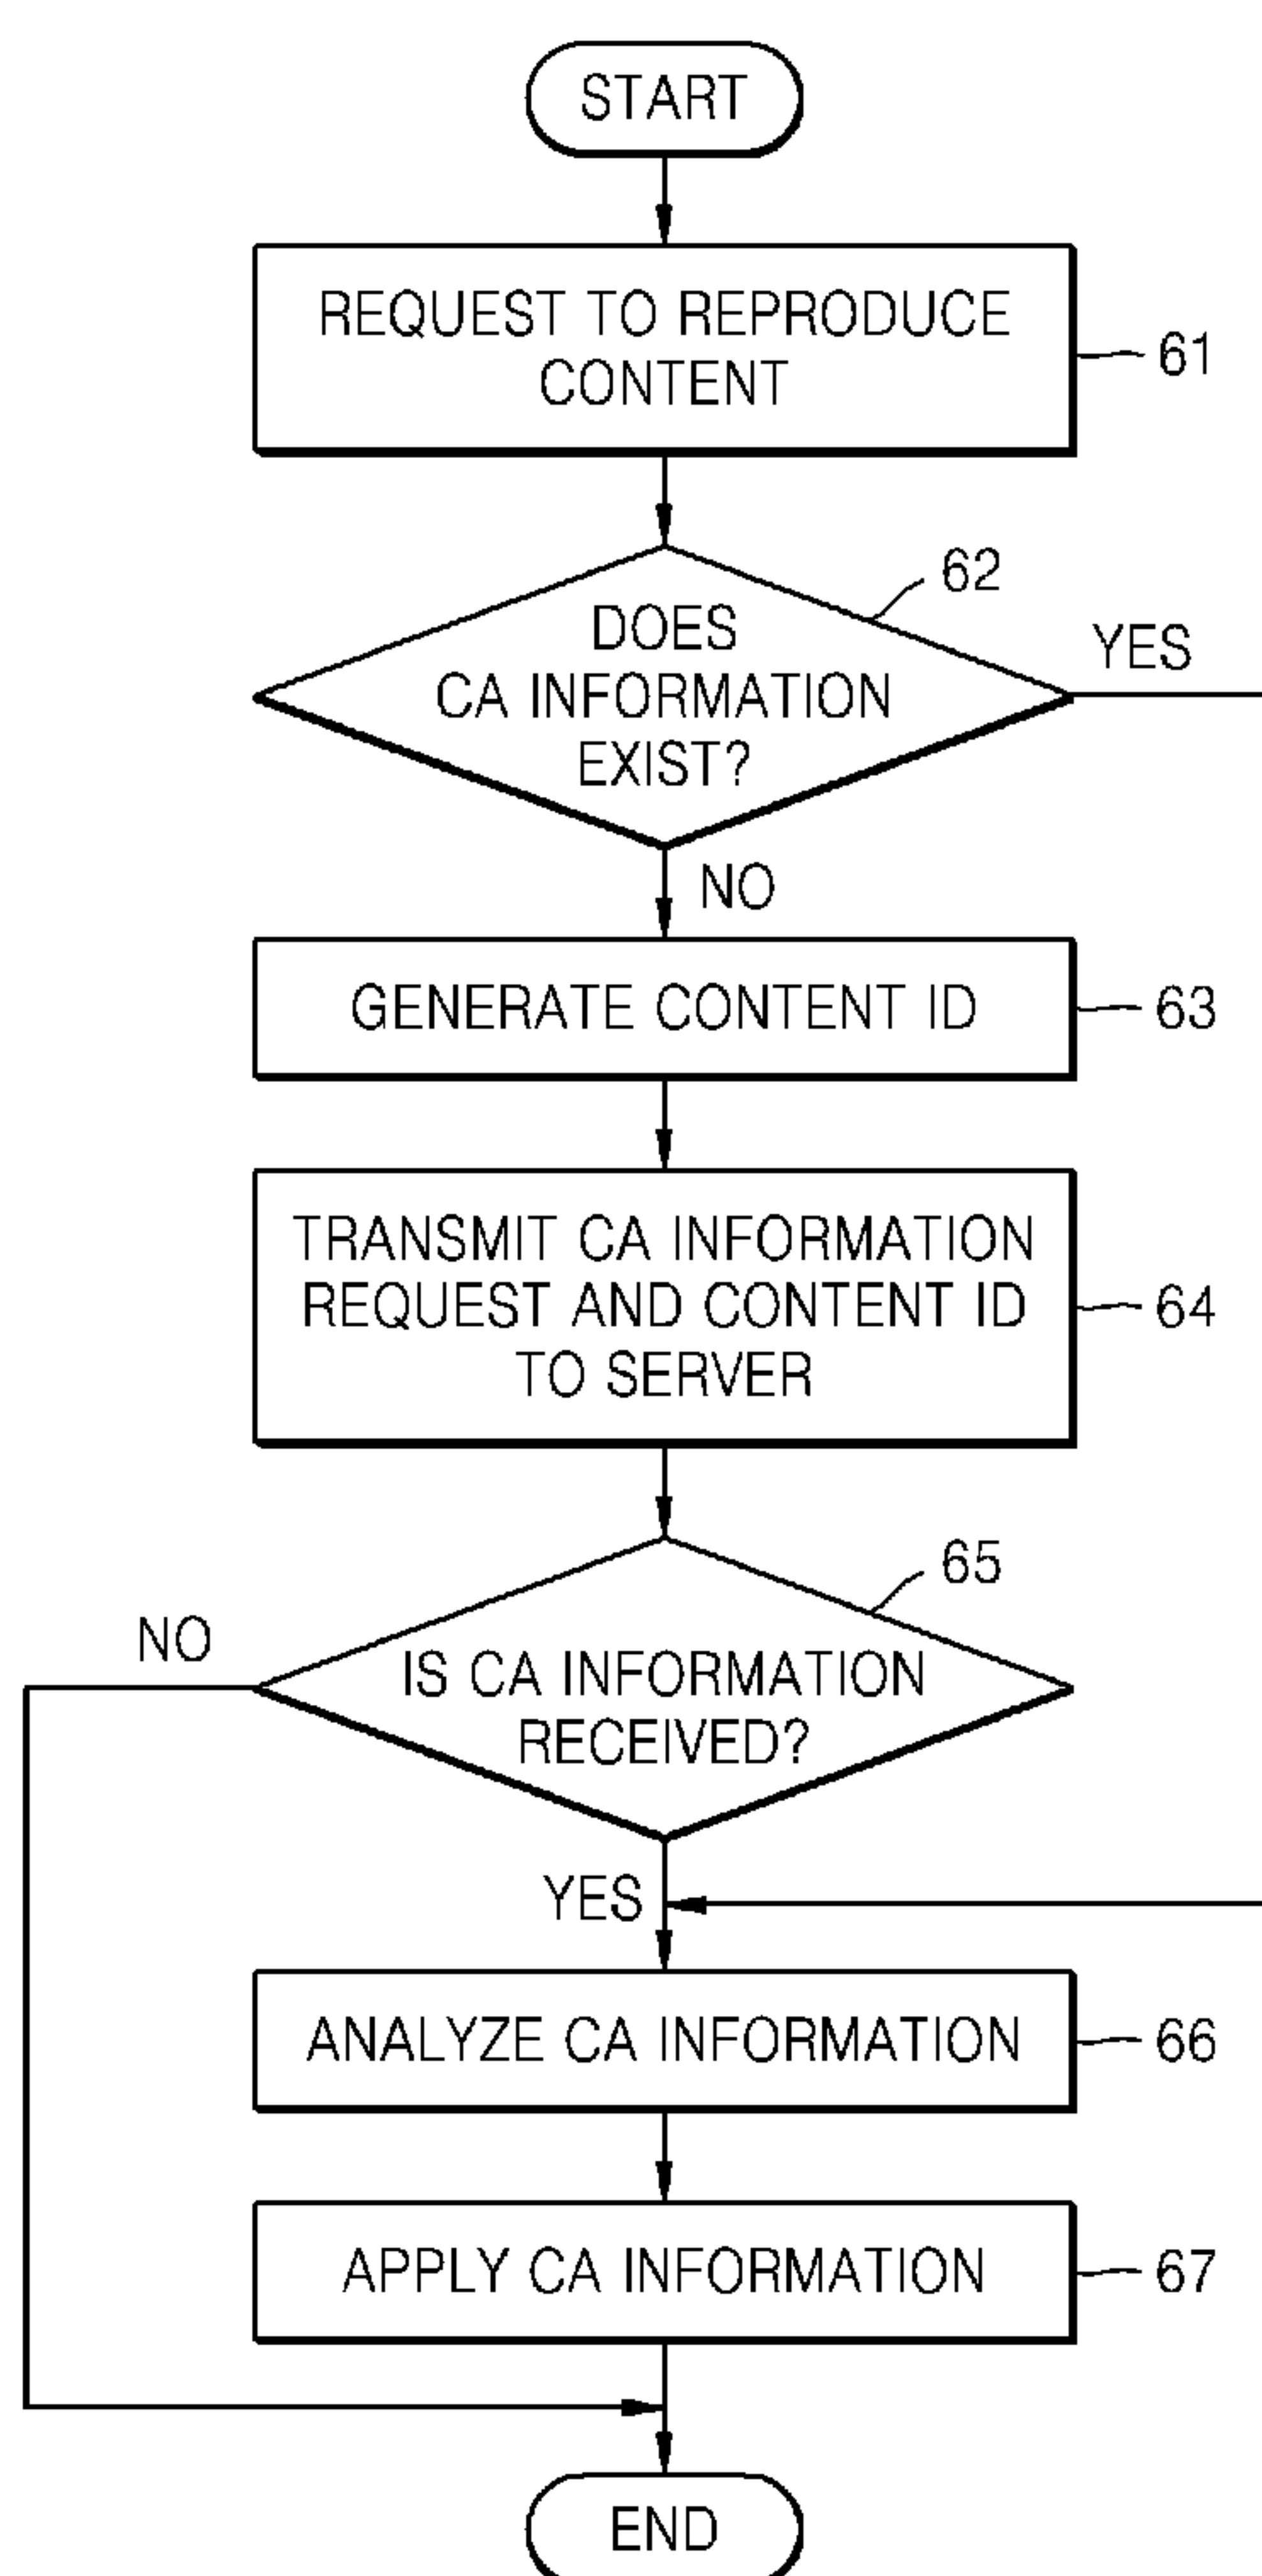 START
REQUEST TO REPRODUCE
CONTENT
61
62
DOES
CA INFORMATION
EXIST?
YES
NO
GENERATE CONTENT ID
63
TRANSMIT CA INFORMATION
REQUEST AND CONTENT ID
TO SERVER
64
65
NO
IS CA INFORMATION
RECEIVED?
YES
ANALYZE CA INFORMATION
66
APPLY CA INFORMATION
67
END